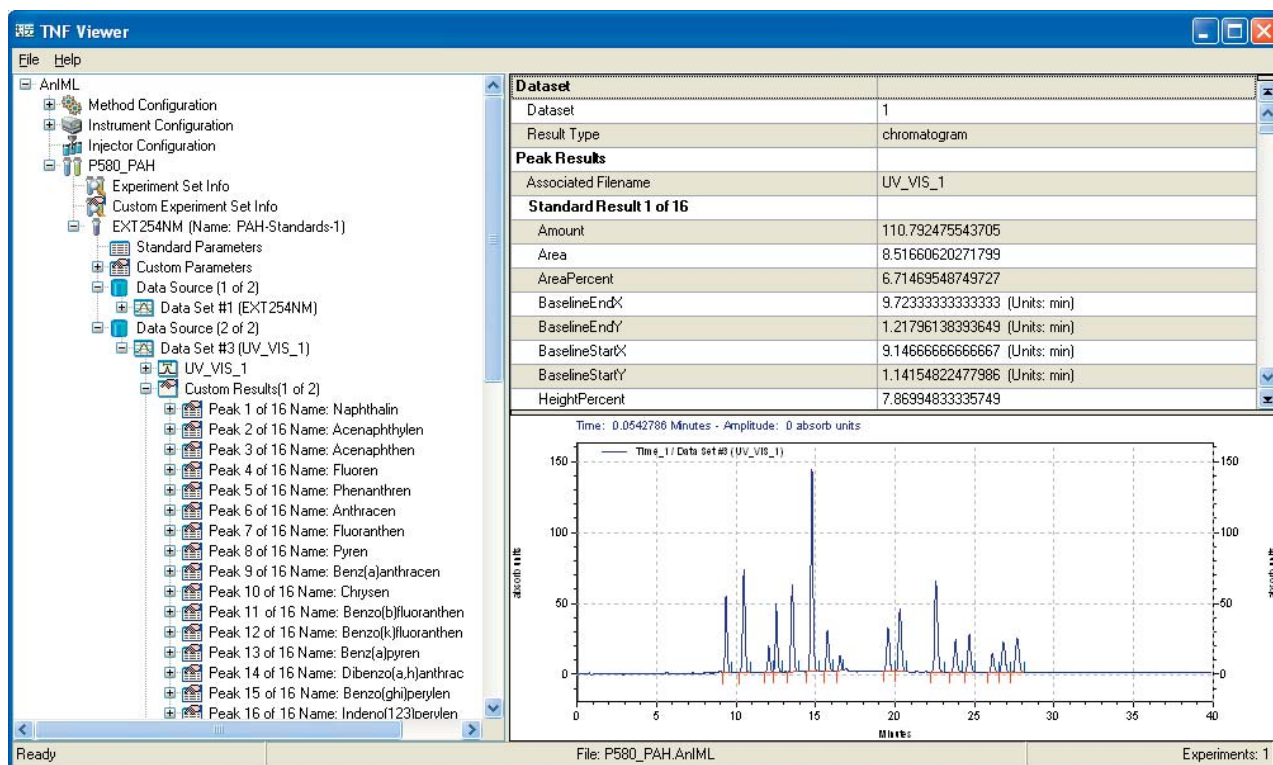 TNF Viewer
File Help
AnIML
Method Configuration
Instrument Configuration
Injector Configuration
P580_PAH
Experiment Set Info
Custom Experiment Set Info
EXT254NM (Name: PAH-Standards-1)
Standard Parameters
Custom Parameters
Data Source (1 of 2)
Data Set #1 (EXT254NM)
Data Source (2 of 2)
Data Set #3 (UV_VIS_1)
UV_VIS_1
Custom Results(1 of 2)
Peak 1 of 16 Name: Naphthalin
Peak 2 of 16 Name: Acenaphthylen
Peak 3 of 16 Name: Acenaphthen
Peak 4 of 16 Name: Fluoren
Peak 5 of 16 Name: Phenanthren
Peak 6 of 16 Name: Anthracen
Peak 7 of 16 Name: Fluoranthen
Peak 8 of 16 Name: Pyren
Peak 9 of 16 Name: Benz(a)anthracen
Peak 10 of 16 Name: Chrysen
Peak 11 of 16 Name: Benzo(b)fluoranthen
Peak 12 of 16 Name: Benzo(k)fluoranthen
Peak 13 of 16 Name: Benz(a)pyren
Peak 14 of 16 Name: Dibenzo(a,h)anthrac
Peak 15 of 16 Name: Benzo(ghi)perylen
Peak 16 of 16 Name: Indenol(123)perylen
Dataset
Dataset 1
Result Type chromatogram
Peak Results
Associated Filename UV_VIS_1
Standard Result 1 of 16
Amount 110.792475543705
Area 8.51660620271799
AreaPercent 6.71469548749727
BaselineEndX 9.72333333333333 (Units: min)
BaselineEndY 1.21796138393649 (Units: min)
BaselineStartX 9.14666666666667 (Units: min)
BaselineStartY 1.14154822477986 (Units: min)
HeightPercent 7.86994833335749
Time: 0.0542786 Minutes - Amplitude: 0 absorb units
Time_1 / Data Set #3 (UV_VIS_1)
150 150
100 100
50 50
0 0
absorb units
absorb units
0 5 10 15 20 25 30 35 40
Minutes
Ready File: P580_PAH.AnIML Experiments: 1